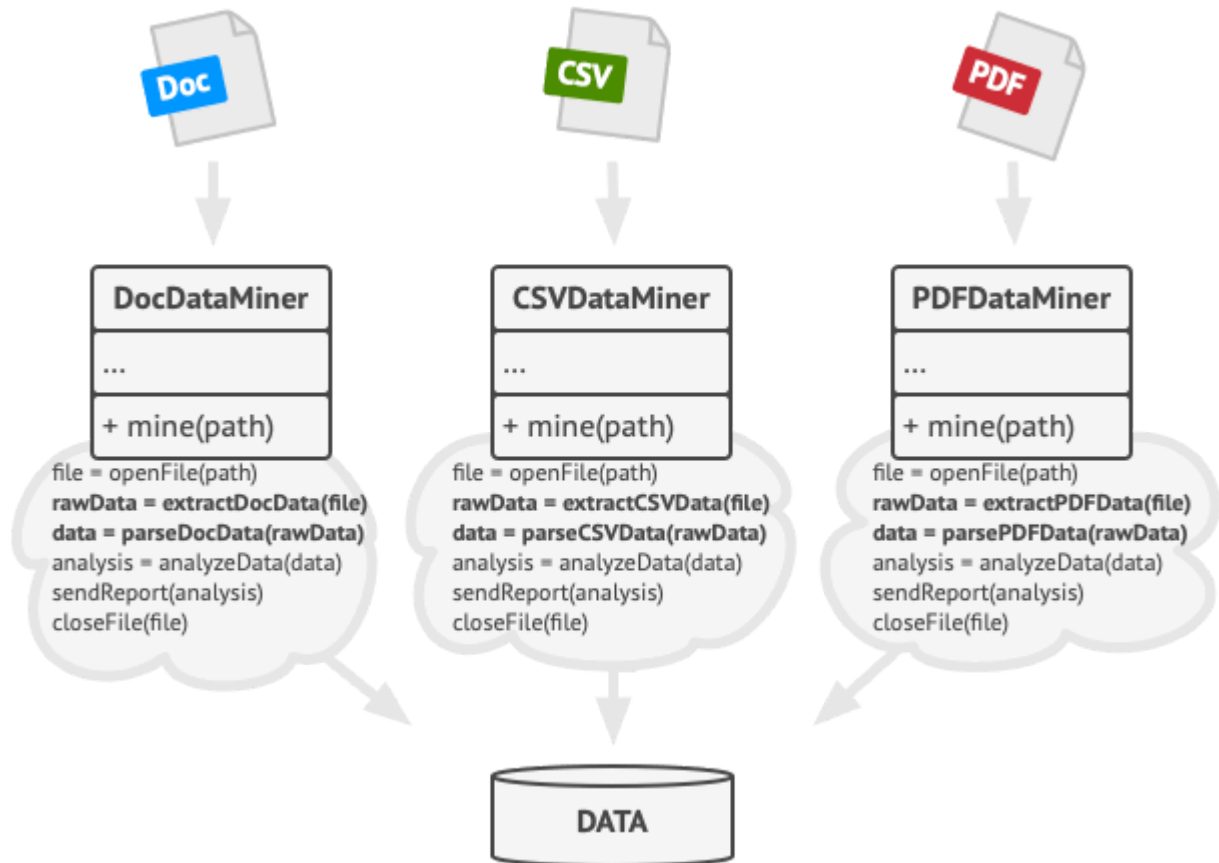 Doc
CSV
PDF
DocDataMiner
...
+ mine(path)
file = openFile(path)
rawData = extractDocData(file)
data = parseDocData(rawData)
analysis = analyzeData(data)
sendReport(analysis)
closeFile(file)
CSVDataMiner
...
+ mine(path)
file = openFile(path)
rawData = extractCSVData(file)
data = parseCSVData(rawData)
analysis = analyzeData(data)
sendReport(analysis)
closeFile(file)
PDFDataMiner
...
+ mine(path)
file = openFile(path)
rawData = extractPDFData(file)
data = parsePDFData(rawData)
analysis = analyzeData(data)
sendReport(analysis)
closeFile(file)
DATA